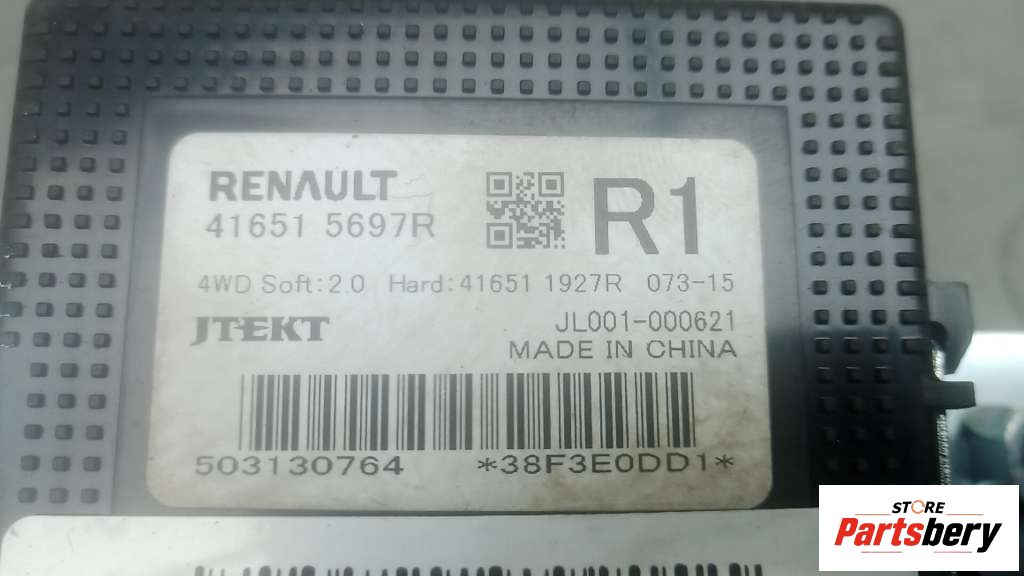 RENAULT
41651 5697R
R1
4WD Soft:2.0 Hard:41651 1927R 073-15
JTEKT
JL001-000621
MADE IN CHINA
503130764 *38F3E0DD1*
STORE
Partsbery